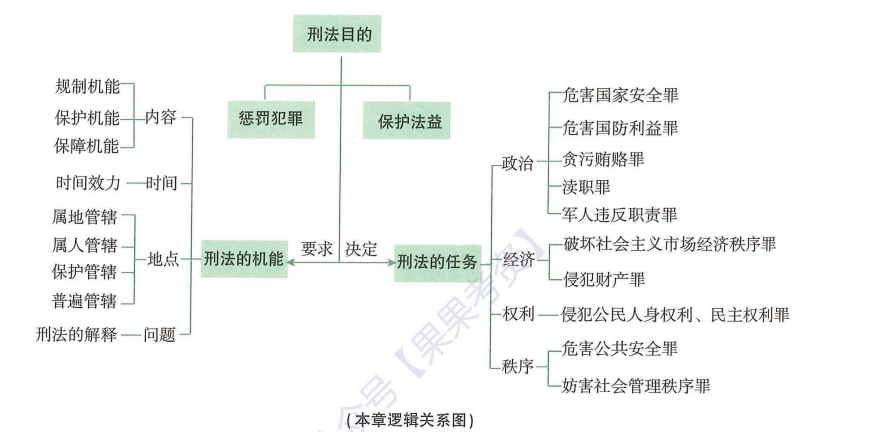 刑法目的
惩罚犯罪
保护法益
规制机能
保护机能
保障机能
内容
时间效力
时间
属地管辖
属人管辖
保护管辖
普遍管辖
地点
刑法的解释
问题
刑法的机能
要求
决定
刑法的任务
政治
危害国家安全罪
危害国防利益罪
贪污贿赂罪
渎职罪
军人违反职责罪
经济
破坏社会主义市场经济秩序罪
侵犯财产罪
权利
侵犯公民人身权利、民主权利罪
秩序
危害公共安全罪
妨害社会管理秩序罪
众号【果果考资】
(本章逻辑关系图)